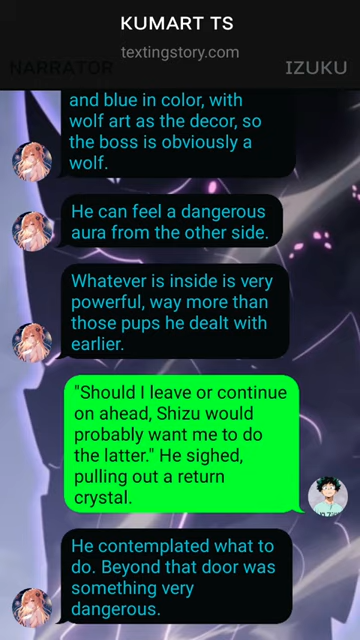 KUMART TS
textingstory.com
NARRATOR
IZUKU
and blue in color, with
wolf art as the decor, so
the boss is obviously a
wolf.
He can feel a dangerous
aura from the other side.
Whatever is inside is very
powerful, way more than
those pups he dealt with
earlier.
"Should I leave or continue
on ahead, Shizu would
probably want me to do
the latter." He sighed,
pulling out a return
crystal.
He contemplated what to
do. Beyond that door was
something very
dangerous.